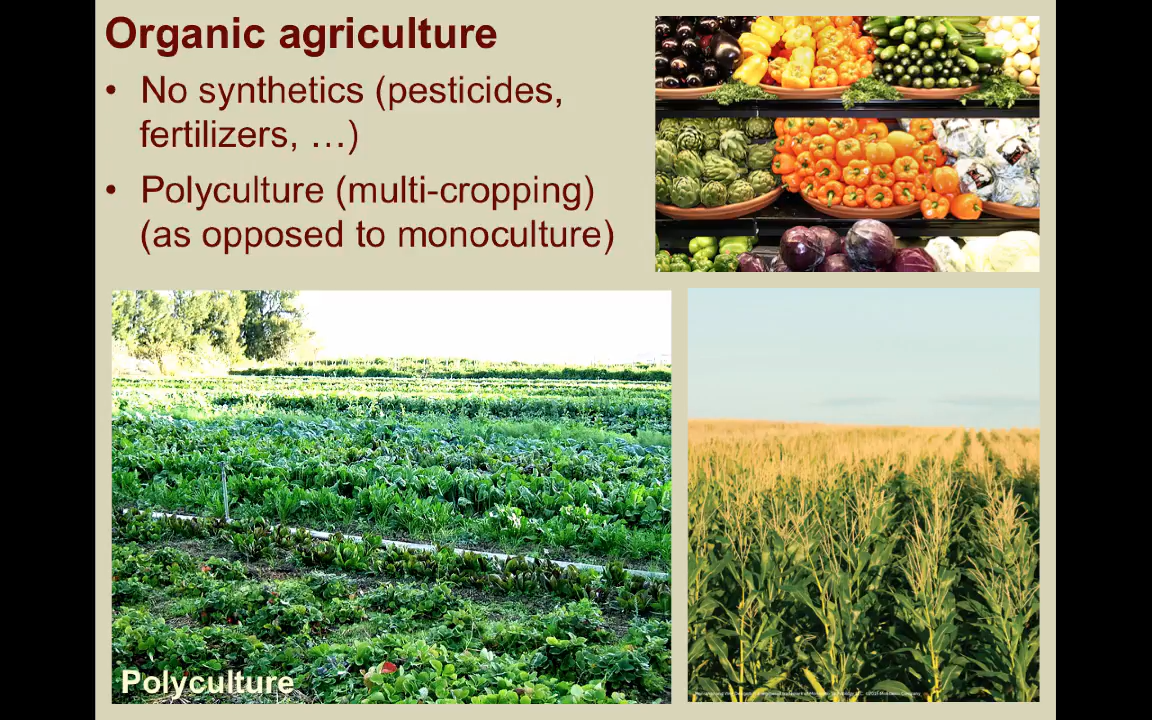 Organic agriculture
• No synthetics (pesticides,
fertilizers, …)
• Polyculture (multi-cropping)
(as opposed to monoculture)
Polyculture